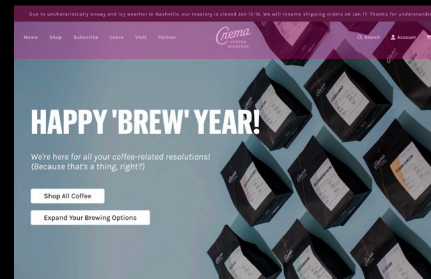 Due to uncharacteristically snowy and icy weather in Nashville, our roastery is closed Jan 15-16. We will resume shipping orders on Jan 17. Thanks for understandin
Home Shop Subscribe Learn Visit Partner
Crema
COFFEE
ROASTERS
Search Account
HAPPY 'BREW' YEAR!
We're here for all your coffee-related resolutions!
(Because that's a thing, right?)
Shop All Coffee
Expand Your Brewing Options